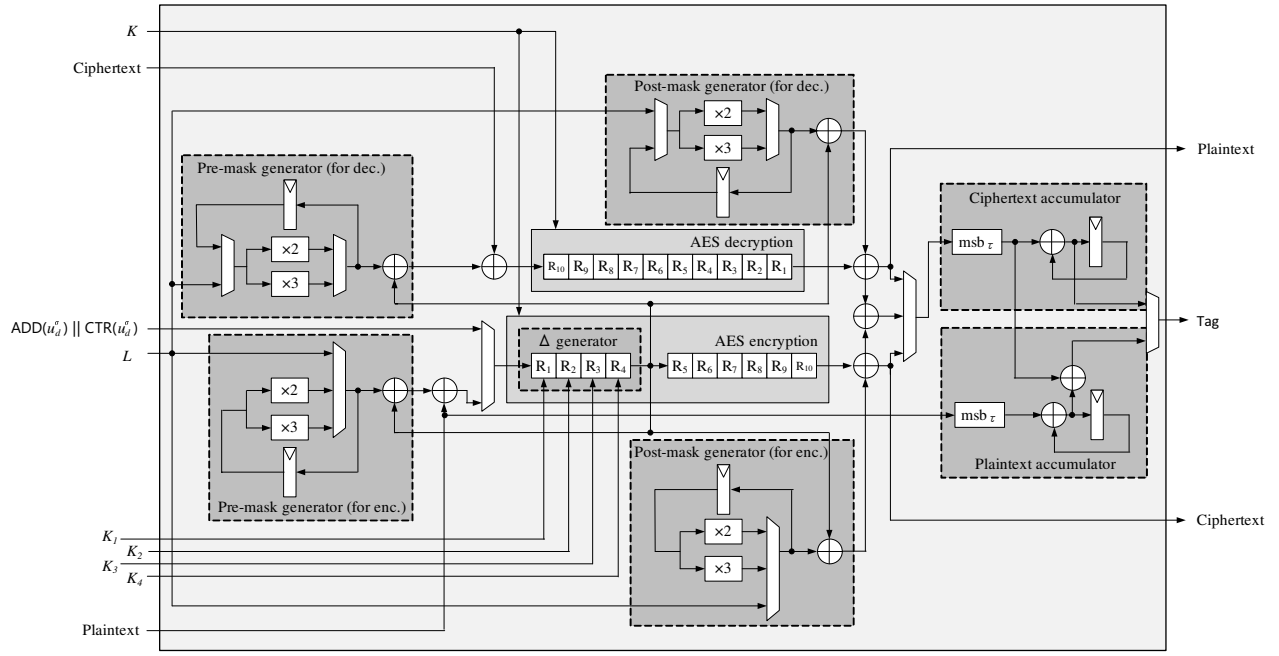 K
Ciphertext
Post-mask generator (for dec.)
×2
×3
Plaintext
Pre-mask generator (for dec.)
×2
×3
Ciphertext accumulator
msb τ
AES decryption
R10 R9 R8 R7 R6 R5 R4 R3 R2 R1
ADD(u_d^s) || CTR(u_d^s)
Tag
L
Δ generator
AES encryption
R1 R2 R3 R4
R5 R6 R7 R8 R9 R10
×2
×3
msb τ
Plaintext accumulator
Pre-mask generator (for enc.)
Post-mask generator (for enc.)
×2
×3
Ciphertext
K1
K2
K3
K4
Plaintext